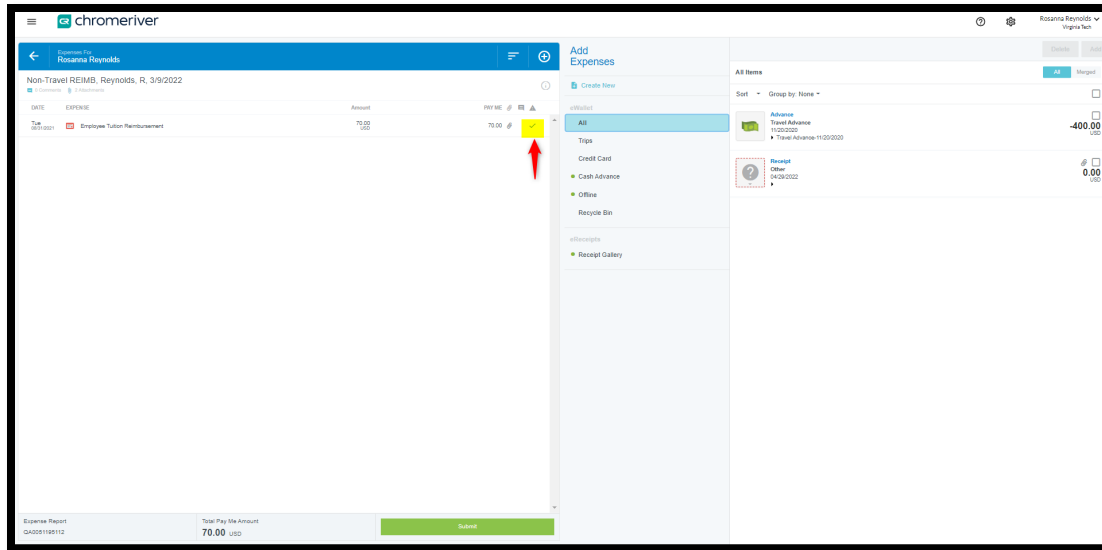 chromeriver
Rosanna Reynolds
Virginia Tech
Expenses For
Rosanna Reynolds
Non-Travel REIMB, Reynolds, R, 3/9/2022
DATE EXPENSE Amount PAY ME
Tue
Employee Tuition Reimbursement
70.00
USD
70.00
Expense Report
Total Pay Me Amount
70.00 USD
Submit
Add
Expenses
Create New
eWallet
All
Trips
Credit Card
Cash Advance
Offline
Recycle Bin
eReceipts
Receipt Gallery
Delete Add
All Items
All Merged
Sort Group by: None
Advance
Travel Advance
11/20/2020
Travel Advance-11/20/2020
-400.00
USD
Receipt
Other
04/29/2022
0.00
USD